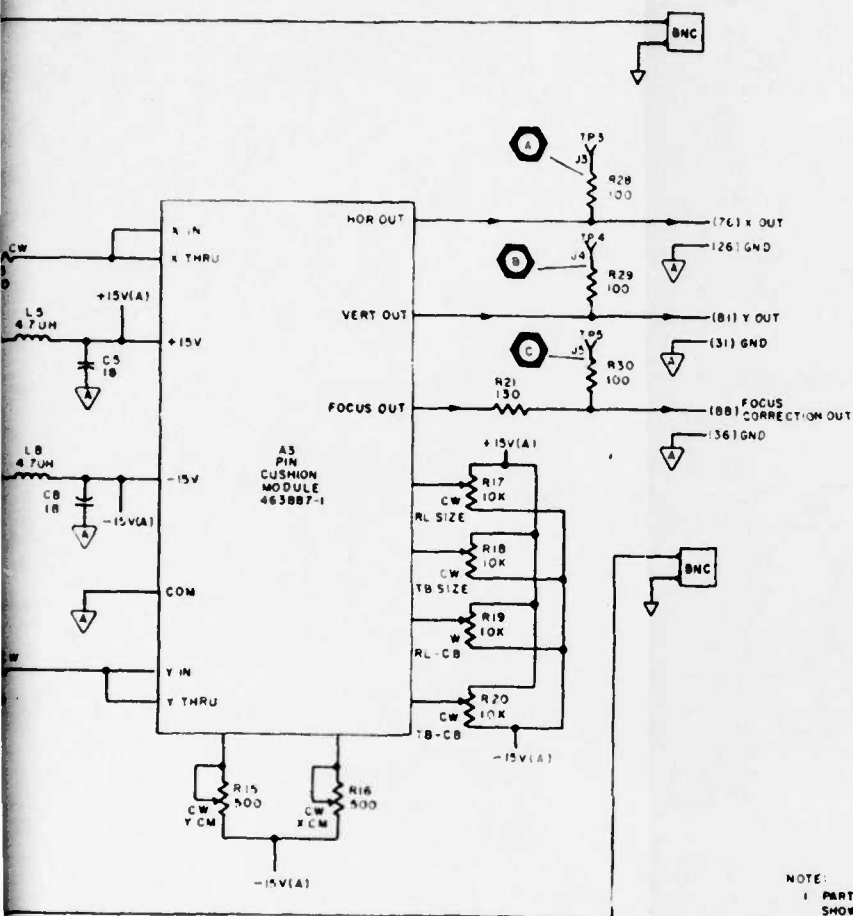 BNC
A
TP3
J3
R28
100
HOR OUT
(76) X OUT
(26) GND
A
X IN
X THRU
CW
TP4
J4
B
R29
100
+15V(A)
L5
4.7UH
+15V
C5
18
A
VERT OUT
(81) Y OUT
(31) GND
A
TP5
J5
C
R30
100
R21
130
FOCUS OUT
(88) FOCUS CORRECTION OUT
(36) GND
A
L8
4.7UH
-15V
C8
18
-15V(A)
A
A3
PIN
CUSHION
MODULE
463887-1
+15V(A)
R17
10K
CW
RL SIZE
R18
10K
CW
TB SIZE
BNC
COM
A
R19
10K
W
RL-CB
Y IN
Y THRU
R20
10K
CW
TB-CB
-15V(A)
R15
500
CW
Y CM
R16
500
CW
X CM
-15V(A)
NOTE:
1 PART
SHOW